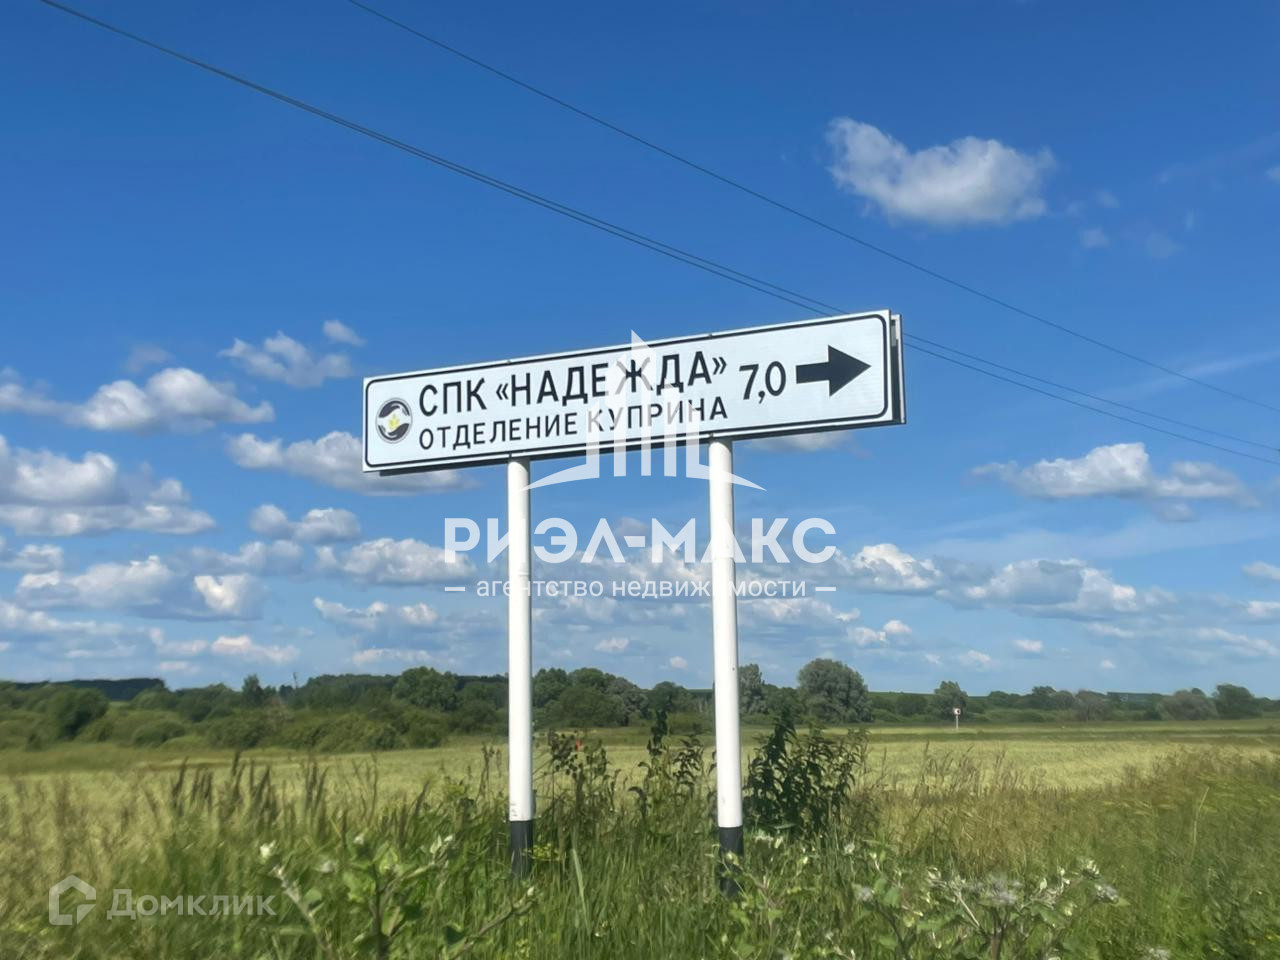 СПК «НАДЕЖДА» 7,0
ОТДЕЛЕНИЕ КУПРИНА
РИЭЛ-МАКС
агентство недвижимости
Домклик